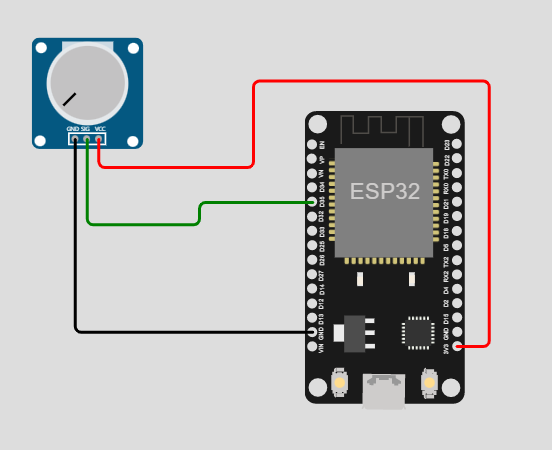 GND SIG VCC
ESP32
EN
VP
VN
D34
D35
D32
D33
D25
D26
D27
D14
D12
D13
GND
VIN
D23
D22
TX0
RX0
D21
D19
D18
D5
TX2
RX2
D4
D2
D15
GND
3V3